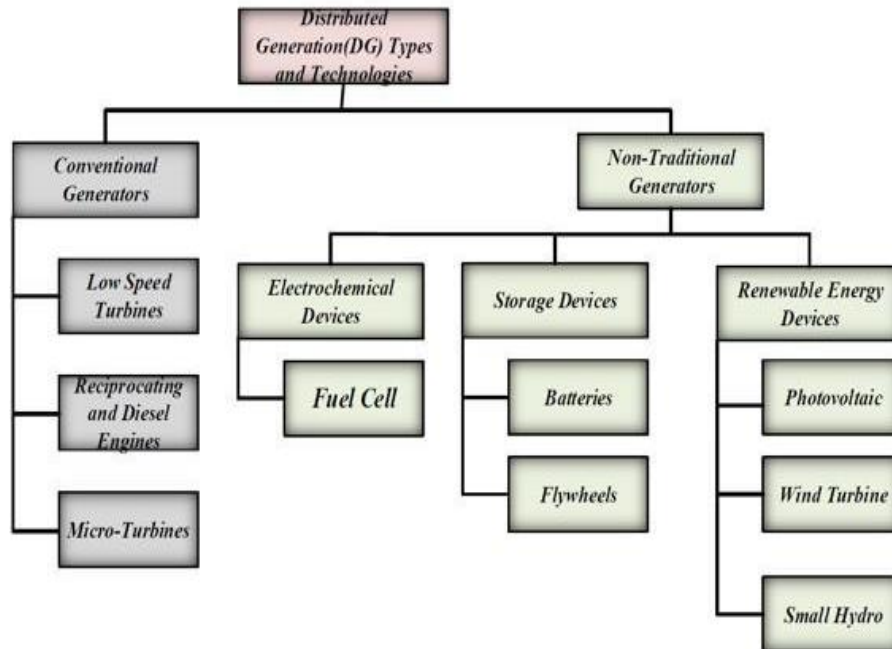 Distributed
Generation(DG) Types
and Technologies
Conventional
Generators
Non-Traditional
Generators
Low Speed
Turbines
Reciprocating
and Diesel
Engines
Micro-Turbines
Electrochemical
Devices
Fuel Cell
Storage Devices
Batteries
Flywheels
Renewable Energy
Devices
Photovoltaic
Wind Turbine
Small Hydro